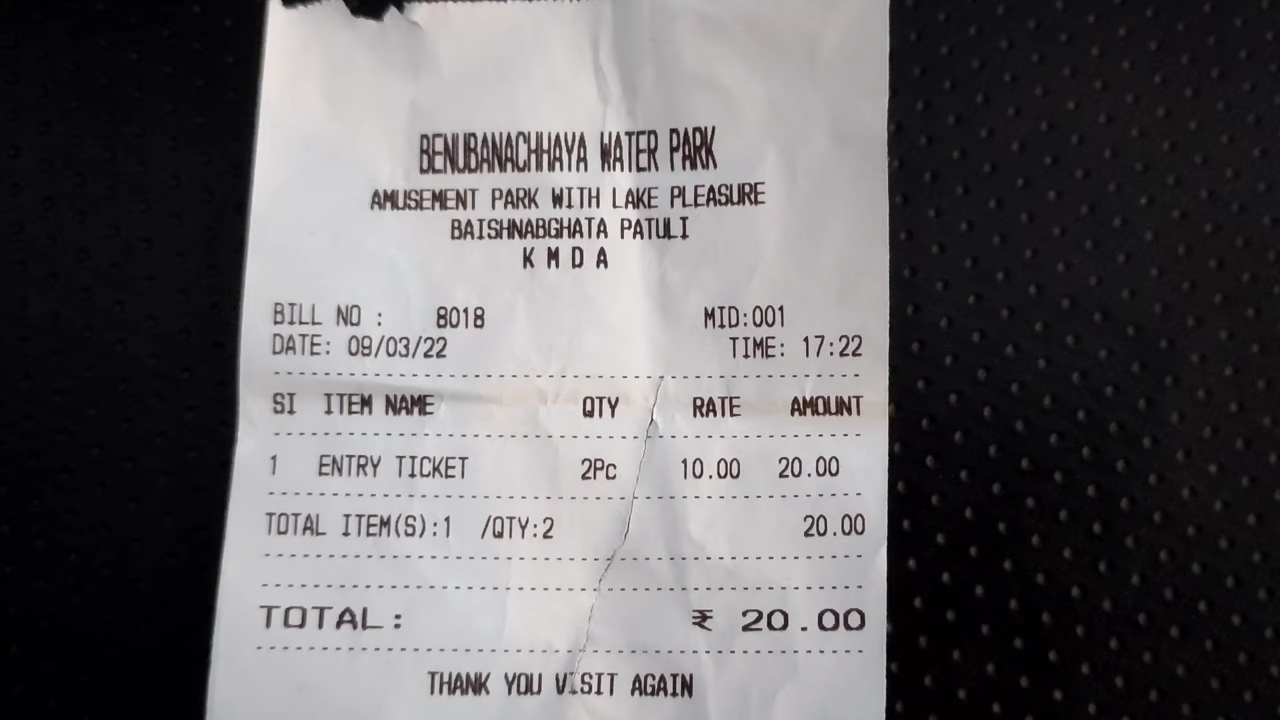 BENUBANACHHAYA WATER PARK
AMUSEMENT PARK WITH LAKE PLEASURE
BAISHNABGHATA PATULI
K M D A
BILL NO : 8018 MID:001
DATE: 09/03/22 TIME: 17:22
SI ITEM NAME QTY RATE AMOUNT
1 ENTRY TICKET 2Pc 10.00 20.00
TOTAL ITEM(S):1 /QTY:2 20.00
TOTAL: ₹ 20.00
THANK YOU VISIT AGAIN